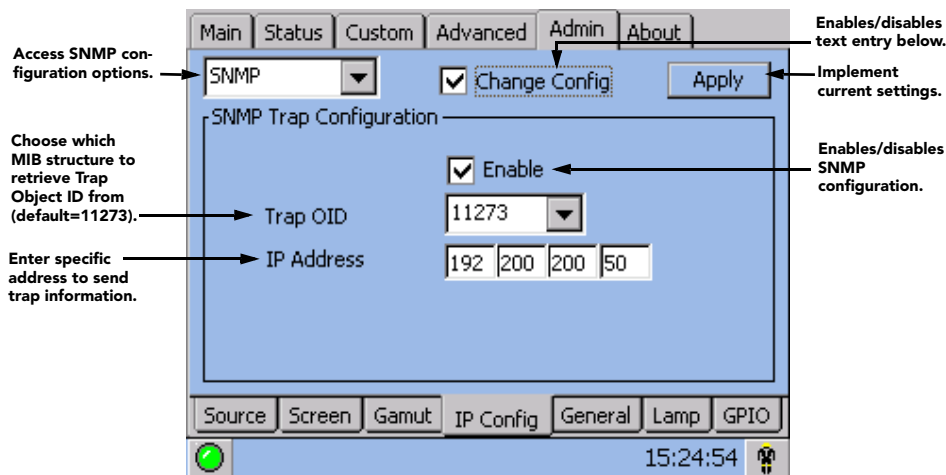 Main Status Custom Advanced Admin About
Access SNMP con-
figuration options.
SNMP
Change Config
Apply
Enables/disables
text entry below.
Implement
current settings.
SNMP Trap Configuration
Choose which
MIB structure to
retrieve Trap
Object ID from
(default=11273).
Enable
Enables/disables
SNMP
configuration.
Trap OID
11273
Enter specific
address to send
trap information.
IP Address
192 200 200 50
Source Screen Gamut IP Config General Lamp GPIO
15:24:54